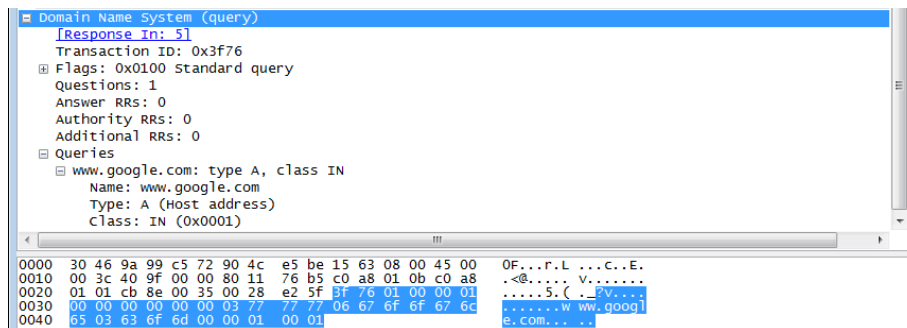 Domain Name System (query)
[Response In: 5]
Transaction ID: 0x3f76
Flags: 0x0100 Standard query
Questions: 1
Answer RRs: 0
Authority RRs: 0
Additional RRs: 0
Queries
www.google.com: type A, class IN
Name: www.google.com
Type: A (Host address)
Class: IN (0x0001)
0000 30 46 9a 99 c5 72 90 4c e5 be 15 63 08 00 45 00 0F...r.L ...c..E.
0010 00 3c 40 9f 00 00 80 11 76 b5 c0 a8 01 0b c0 a8 .<@..... v.......
0020 01 01 cb 8e 00 35 00 28 e2 5f 3f 76 01 00 00 01 .....5.( ._?v....
0030 00 00 00 00 00 00 03 77 77 77 06 67 6f 6f 67 6c .......w ww.googl
0040 65 03 63 6f 6d 00 00 01 00 01 e.com... ..